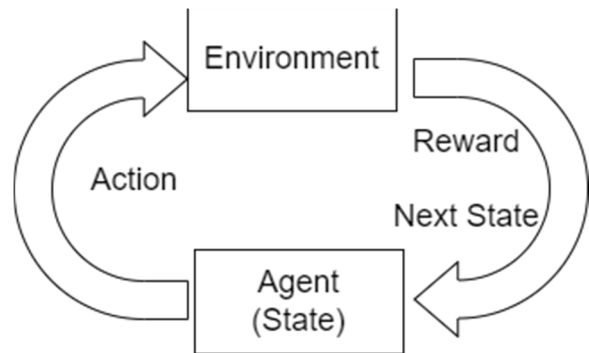 Environment
Reward
Action
Next State
Agent
(State)